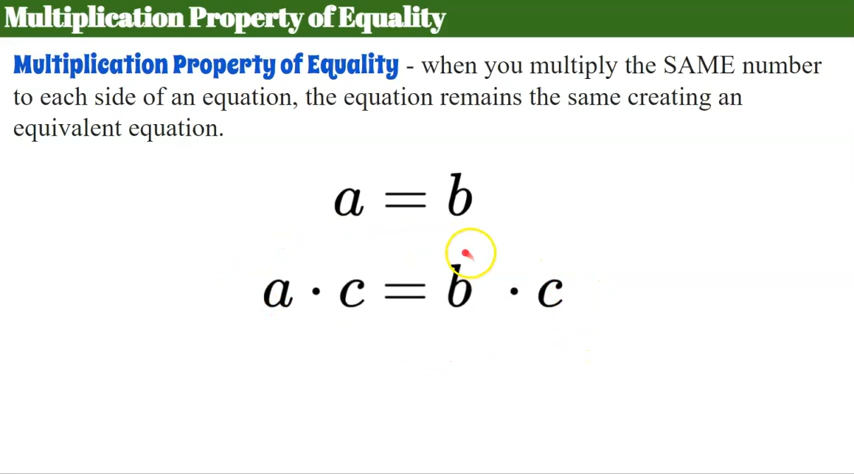 Multiplication Property of Equality
Multiplication Property of Equality - when you multiply the SAME number
to each side of an equation, the equation remains the same creating an
equivalent equation.
a = b
a · c = b · c